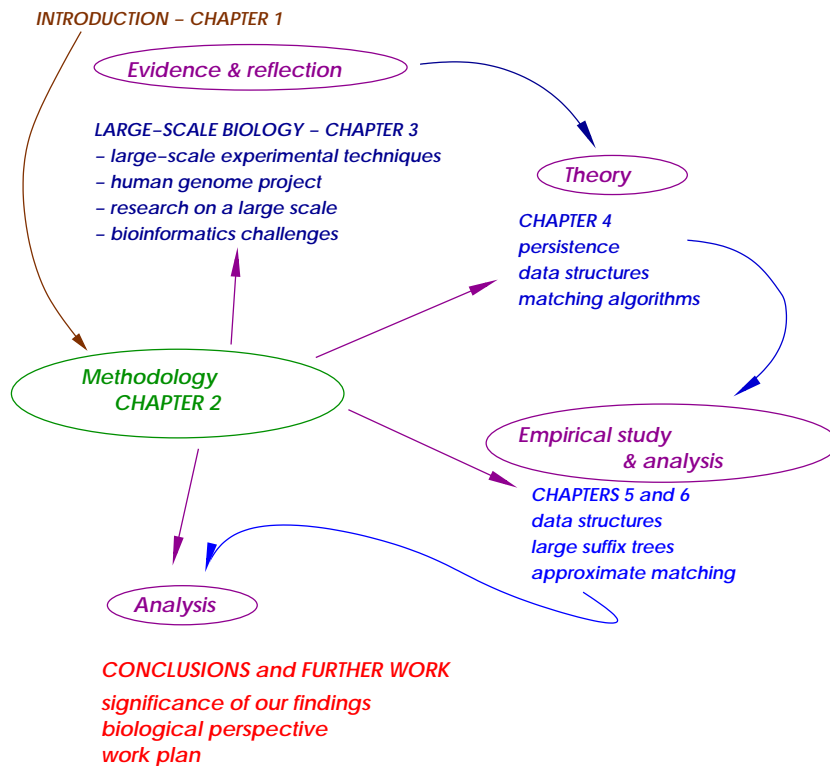 INTRODUCTION – CHAPTER 1
Evidence & reflection
LARGE–SCALE BIOLOGY – CHAPTER 3
– large–scale experimental techniques
– human genome project
– research on a large scale
– bioinformatics challenges
Theory
CHAPTER 4
persistence
data structures
matching algorithms
Methodology
CHAPTER 2
Empirical study
& analysis
CHAPTERS 5 and 6
data structures
large suffix trees
approximate matching
Analysis
CONCLUSIONS and FURTHER WORK
significance of our findings
biological perspective
work plan